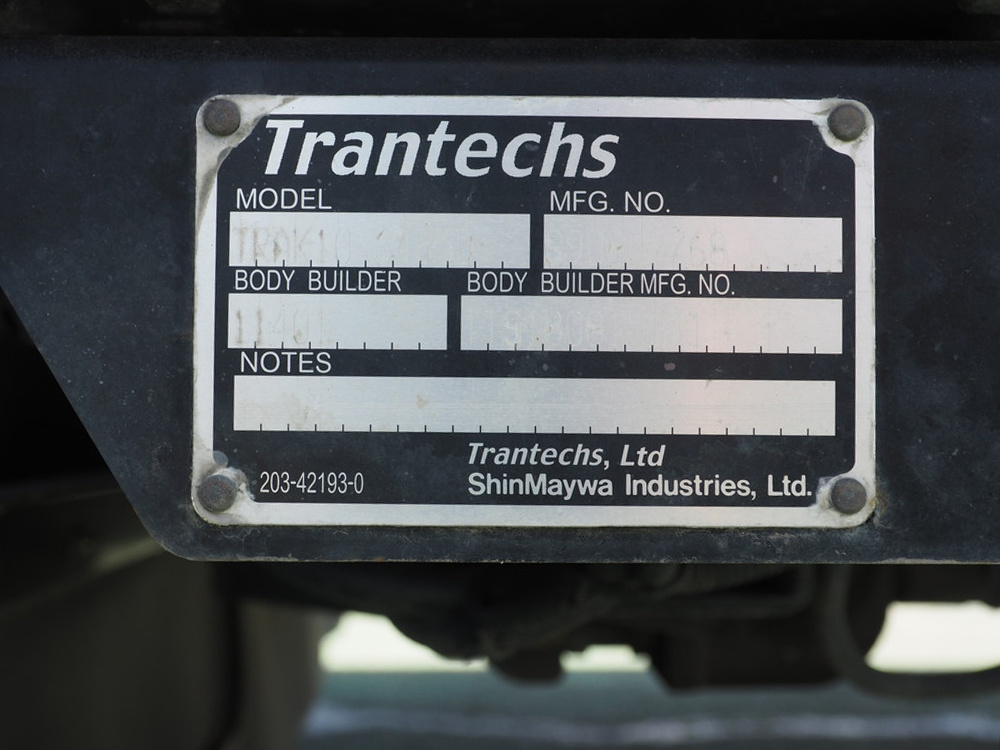 Trantechs
MODEL MFG. NO.
BODY BUILDER BODY BUILDER MFG. NO.
NOTES
Trantechs, Ltd
203-42193-0 ShinMaywa Industries, Ltd.